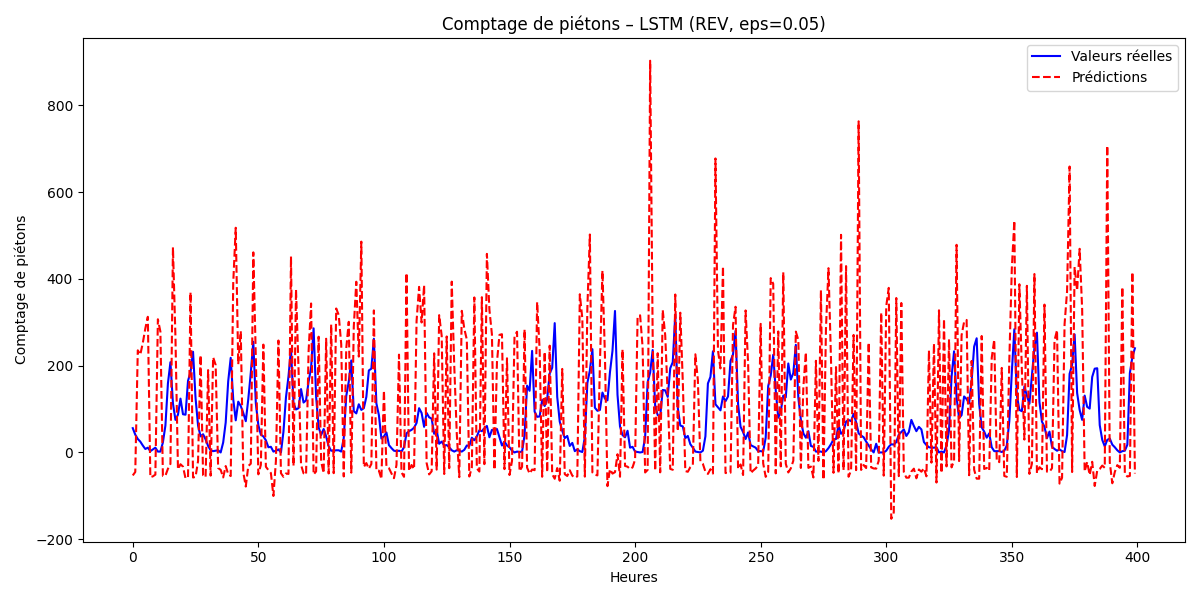 Comptage de piétons – LSTM (REV, eps=0.05)
Valeurs réelles
Prédictions
Comptage de piétons
800
600
400
200
0
−200
0 50 100 150 200 250 300 350 400
Heures